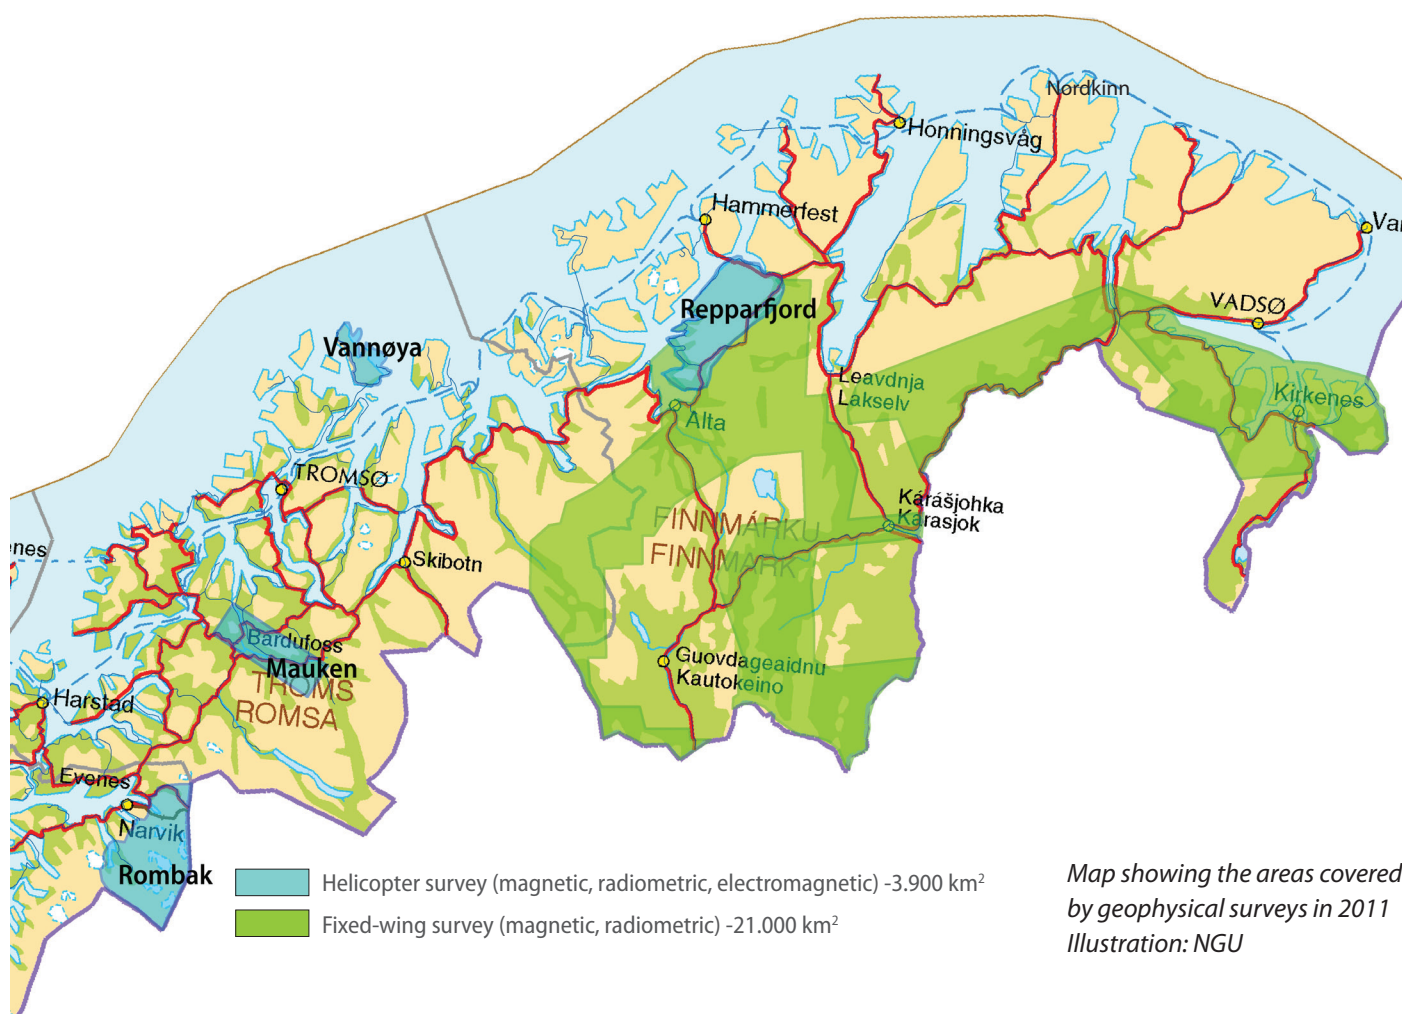 Nordkinn
Honningsvåg
Hammerfest
Var
VADSØ
Repparfjord
Vannøya
Leavdnja
Lakselv
Kirkenes
Alta
TROMSØ
Kárášjohka
Karasjok
FINNMÁRKU
FINNMARK
enes
Skibotn
Bardufoss
Mauken
TROMS
ROMSA
Guovdageaidnu
Kautokeino
Harstad
Evenes
Narvik
Rombak
Helicopter survey (magnetic, radiometric, electromagnetic) -3.900 km²
Fixed-wing survey (magnetic, radiometric) -21.000 km²
Map showing the areas covered
by geophysical surveys in 2011
Illustration: NGU